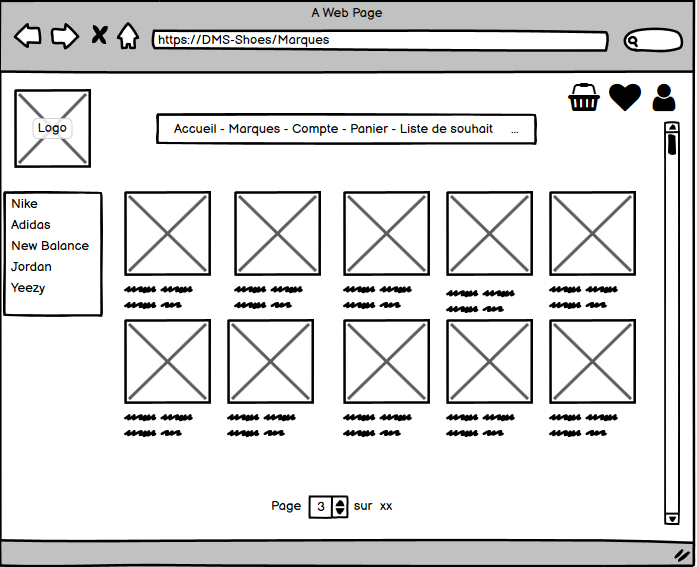 A Web Page
https://DMS-Shoes/Marques
Logo
Accueil - Marques - Compte - Panier - Liste de souhait ...
Nike
Adidas
New Balance
Jordan
Yeezy
Page 3 sur xx